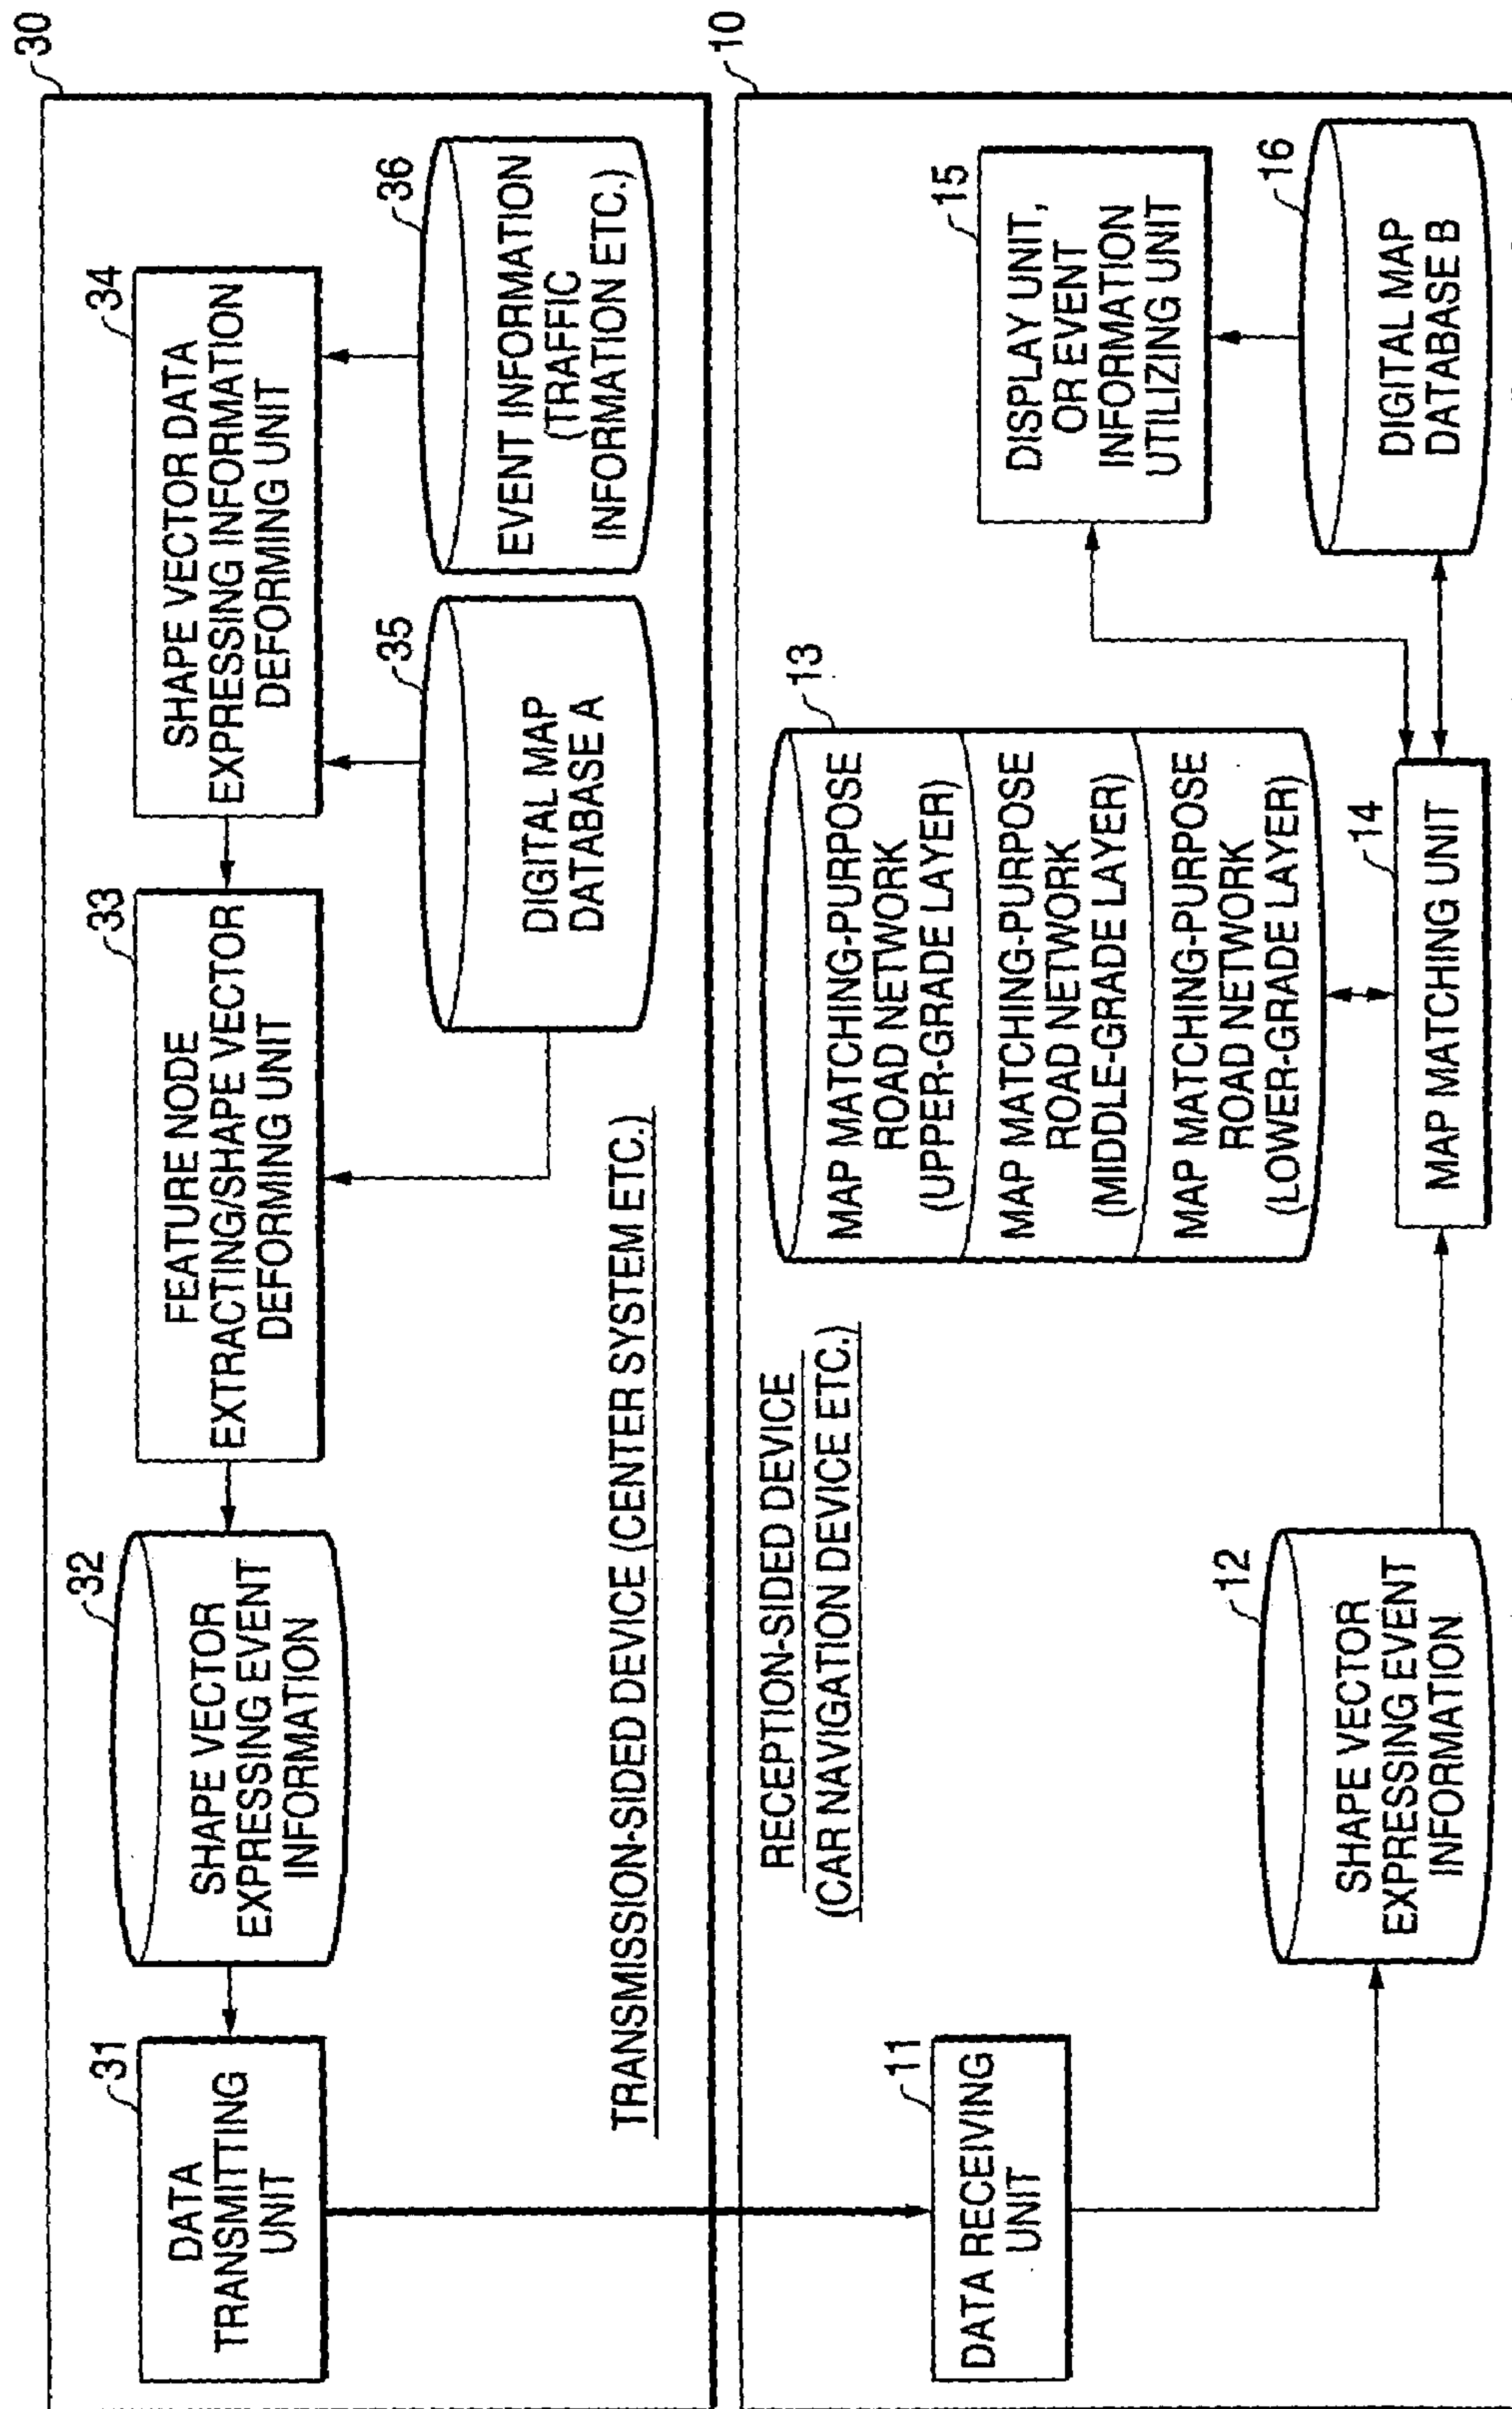 30
31
DATA
TRANSMITTING
UNIT
32
SHAPE VECTOR
EXPRESSING EVENT
INFORMATION
33
FEATURE NODE
EXTRACTING/SHAPE VECTOR
DEFORMING UNIT
34
SHAPE VECTOR DATA
EXPRESSING INFORMATION
DEFORMING UNIT
35
DIGITAL MAP
DATABASE A
36
EVENT INFORMATION
(TRAFFIC
INFORMATION ETC.)
TRANSMISSION-SIDED DEVICE (CENTER SYSTEM ETC.)
10
RECEPTION-SIDED DEVICE
(CAR NAVIGATION DEVICE ETC.)
11
DATA RECEIVING
UNIT
12
SHAPE VECTOR
EXPRESSING EVENT
INFORMATION
13
MAP MATCHING-PURPOSE
ROAD NETWORK
(UPPER-GRADE LAYER)
MAP MATCHING-PURPOSE
ROAD NETWORK
(MIDDLE-GRADE LAYER)
MAP MATCHING-PURPOSE
ROAD NETWORK
(LOWER-GRADE LAYER)
14
MAP MATCHING UNIT
15
DISPLAY UNIT,
OR EVENT
INFORMATION
UTILIZING UNIT
16
DIGITAL MAP
DATABASE B